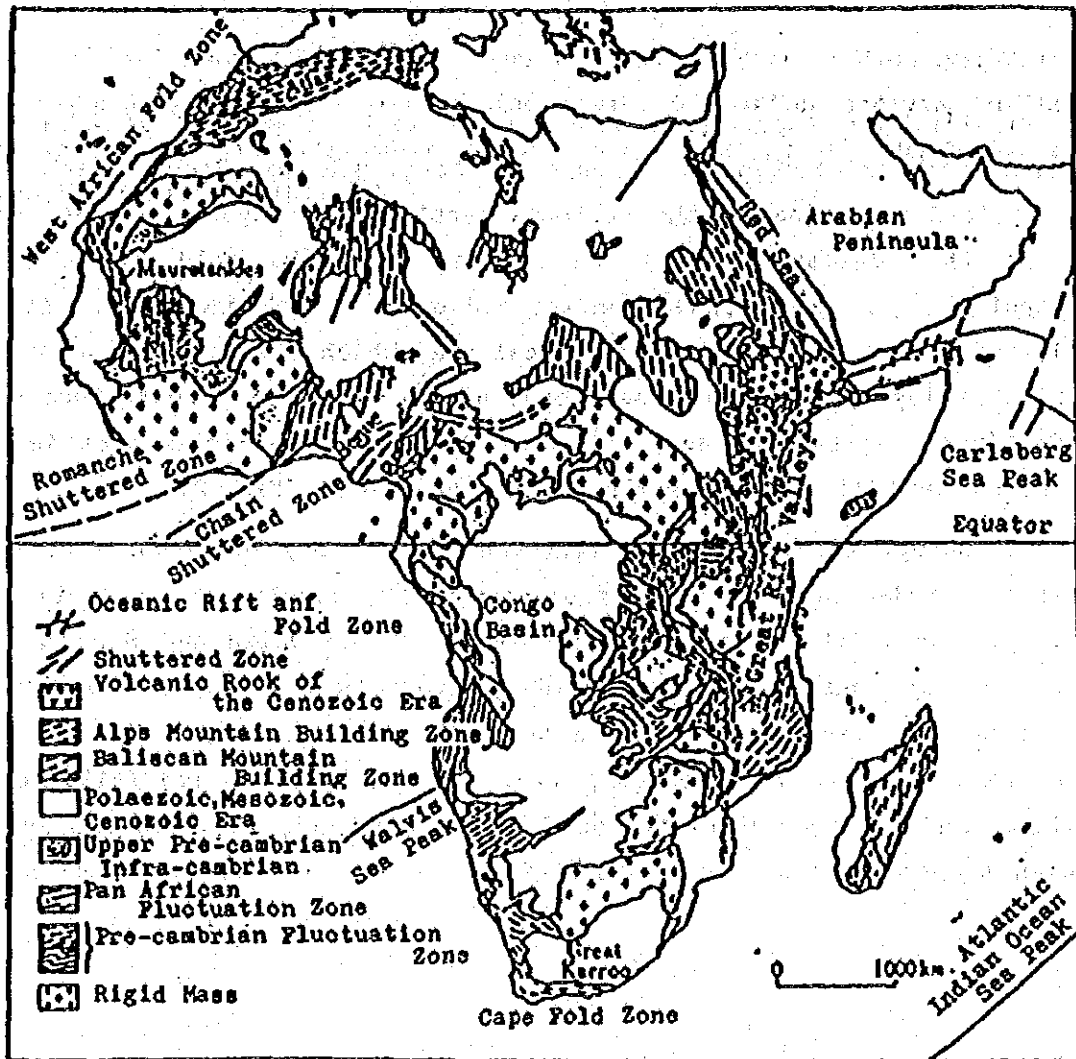 West African Fold Zone
Mauretanides
Red Sea
Arabian
Peninsula
Romanche
Shuttered Zone
Chain
Shuttered Zone
Carlsberg
Sea Peak
Equator
Great Rift Valley
Congo
Basin
Oceanic Rift anf
Fold Zone
Shuttered Zone
Volcanic Rook of
the Cenozoic Era
Alps Mountain Building Zone
Baliscan Mountain
Building Zone
Polaezoic, Mesozoic,
Cenozoic Era
Upper Pre-cambrian
Infra-cambrian
Pan African
Fluctuation Zone
Pre-cambrian Fluctuation
Zone
Rigid Mass
Walvis
Sea Peak
Great
Karroo
Cape Fold Zone
0 1000km
Atlantic
Indian Ocean
Sea Peak